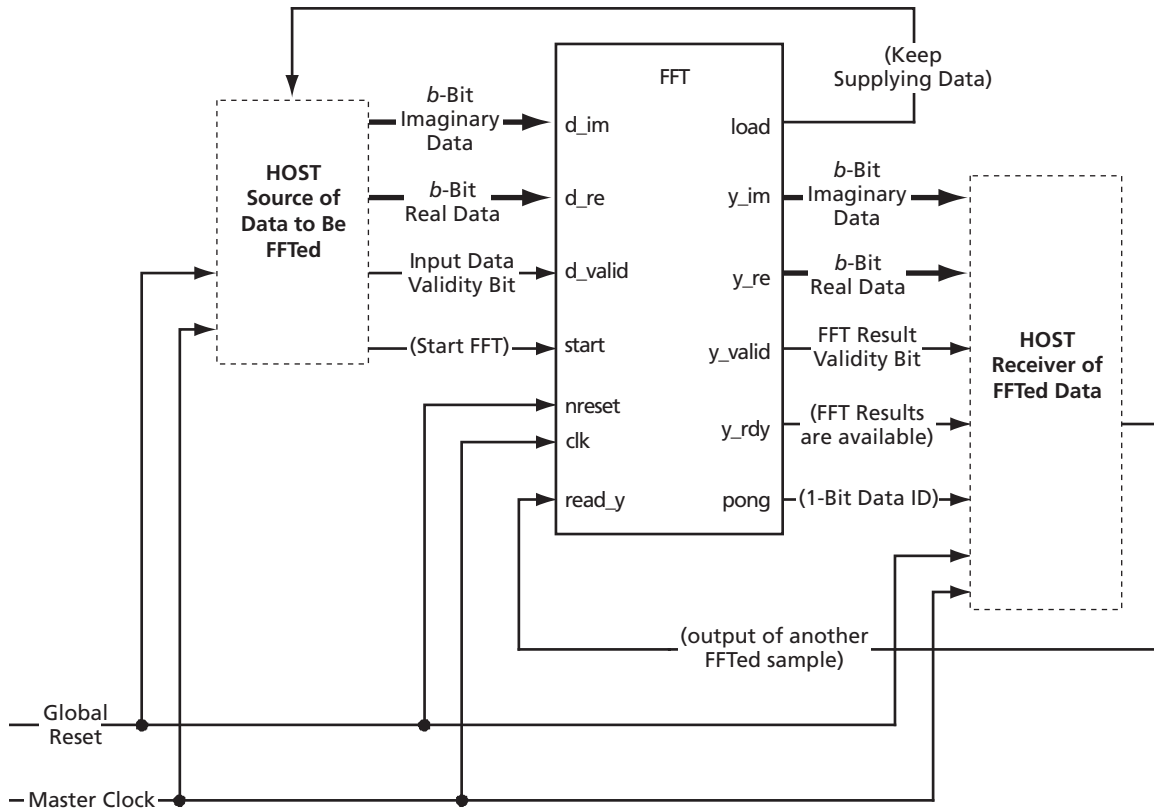 (Keep
Supplying Data)
FFT
b-Bit
Imaginary
Data
d_im
load
HOST
Source of
Data to Be
FFTed
b-Bit
Real Data
d_re
y_im
b-Bit
Imaginary
Data
Input Data
Validity Bit
d_valid
y_re
b-Bit
Real Data
(Start FFT)
start
y_valid
FFT Result
Validity Bit
HOST
Receiver of
FFTed Data
nreset
clk
y_rdy
(FFT Results
are available)
read_y
pong
(1-Bit Data ID)
(output of another
FFTed sample)
Global
Reset
Master Clock